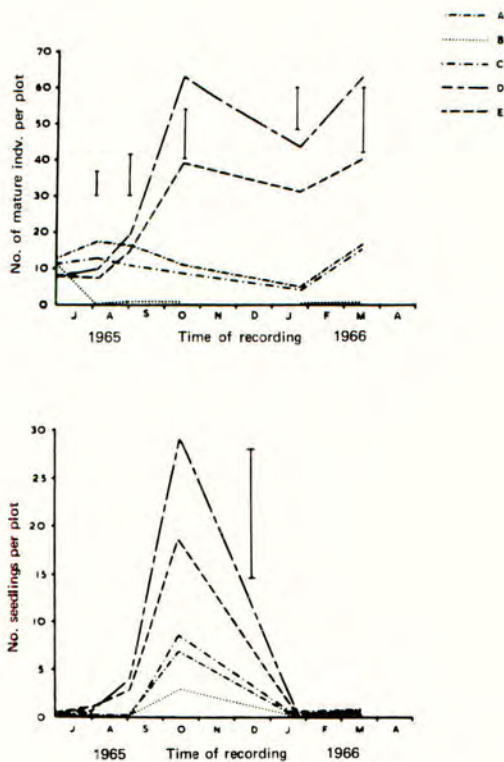 A
B
C
D
E
No. of mature indv. per plot
70
60
50
40
30
20
10
0
J A S O N D J F M A
1965 Time of recording 1966
No. seedlings per plot
30
25
20
15
10
5
0
J A S O N D J F M A
1965 Time of recording 1966